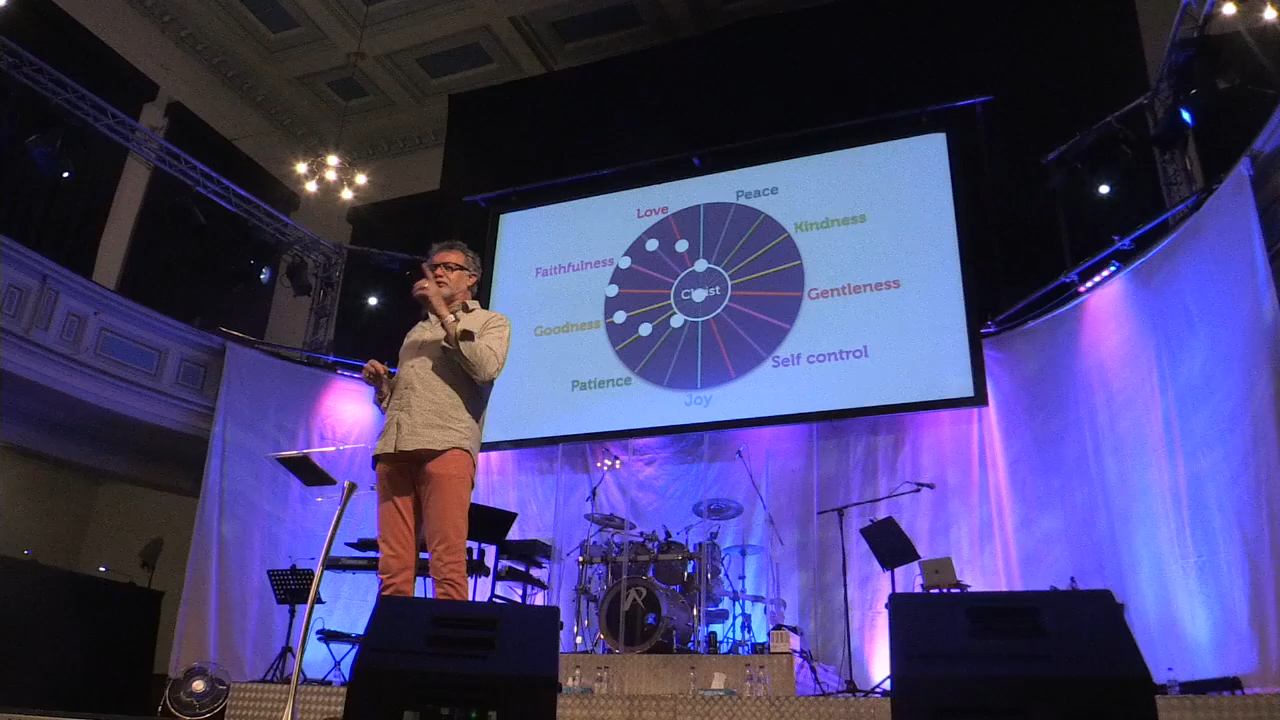 Peace
Love
Kindness
Faithfulness
Christ
Gentleness
Goodness
Self control
Patience
Joy
R